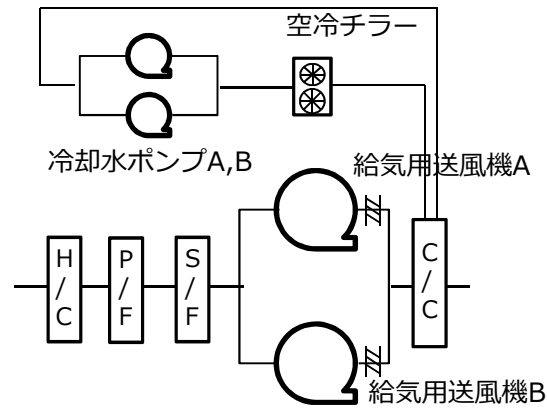 空冷チラー
冷却水ポンプA,B
給気用送風機A
H/C
P/F
S/F
C/C
給気用送風機B